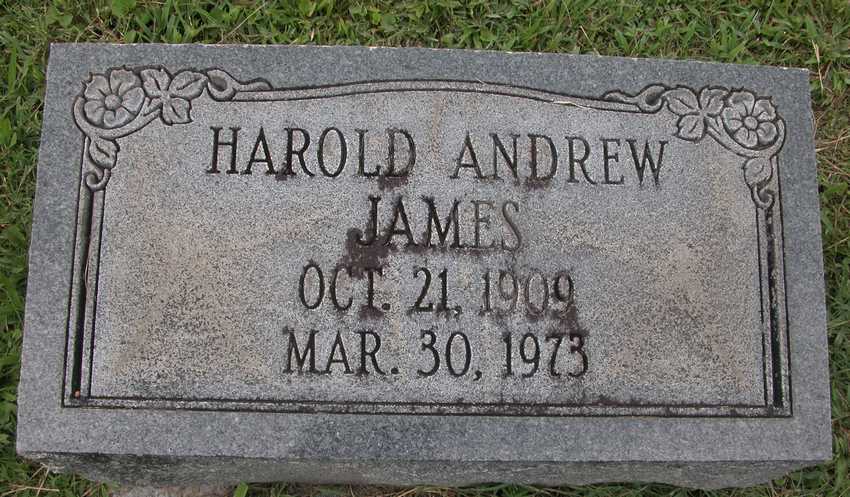 HAROLD ANDREW
JAMES
OCT. 21, 1909
MAR. 30, 1973